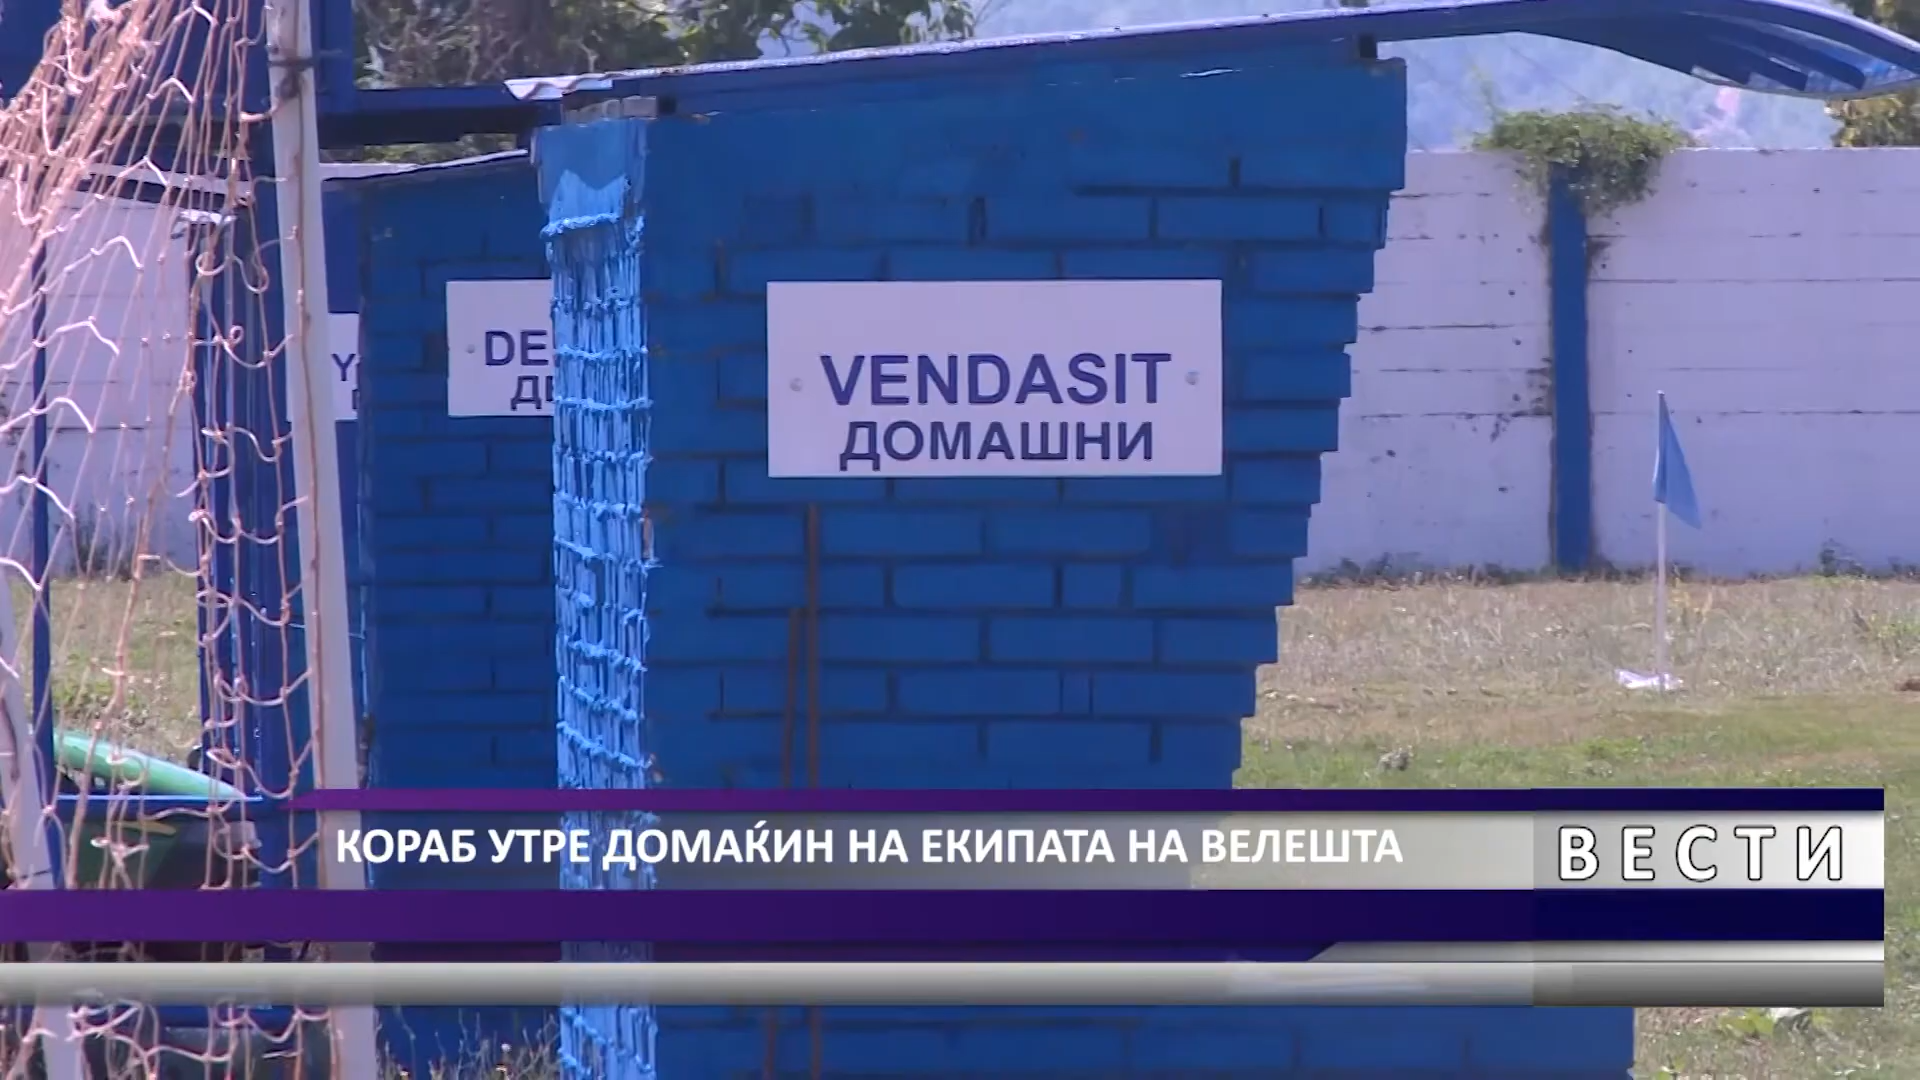 VENDASIT
ДОМАШНИ
КОРАБ УТРЕ ДОМАЌИН НА ЕКИПАТА НА ВЕЛЕШТА
ВЕСТИ